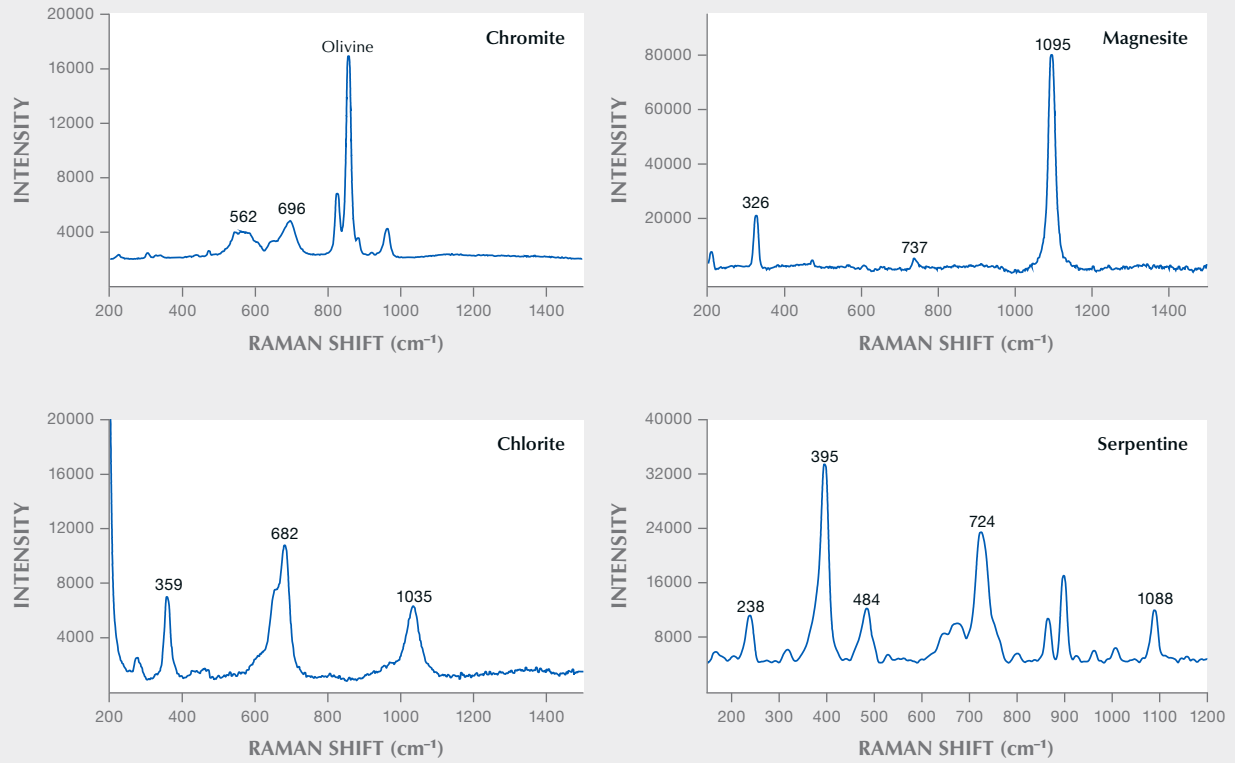 Chromite
INTENSITY
20000
16000
12000
8000
4000
Olivine
562
696
200 400 600 800 1000 1200 1400
RAMAN SHIFT (cm⁻¹)
Magnesite
INTENSITY
80000
60000
40000
20000
1095
326
737
200 400 600 800 1000 1200 1400
RAMAN SHIFT (cm⁻¹)
Chlorite
INTENSITY
20000
16000
12000
8000
4000
359
682
1035
200 400 600 800 1000 1200 1400
RAMAN SHIFT (cm⁻¹)
Serpentine
INTENSITY
40000
32000
24000
16000
8000
395
724
238
484
1088
200 300 400 500 600 700 800 900 1000 1100 1200
RAMAN SHIFT (cm⁻¹)